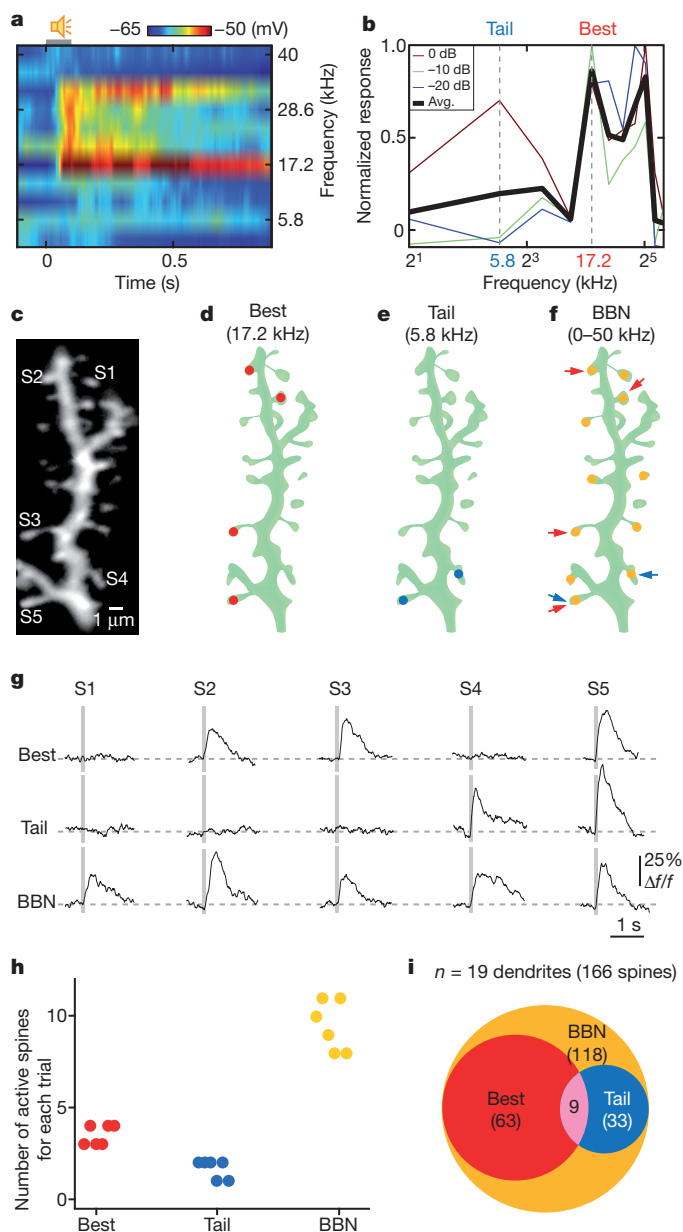 a
−65
−50 (mV)
40
28.6
17.2
5.8
Frequency (kHz)
0
0.5
Time (s)
b
Tail
Best
0 dB
−10 dB
−20 dB
Avg.
1.0
0.5
0
Normalized response
2¹
5.8
2³
17.2
2⁵
Frequency (kHz)
c
S2
S1
S3
S4
S5
1 μm
d
Best
(17.2 kHz)
e
Tail
(5.8 kHz)
f
BBN
(0–50 kHz)
g
S1
S2
S3
S4
S5
Best
Tail
BBN
25%
Δf/f
1 s
h
Number of active spines
for each trial
10
5
0
Best
Tail
BBN
i
n = 19 dendrites (166 spines)
BBN
(118)
Best
(63)
9
Tail
(33)